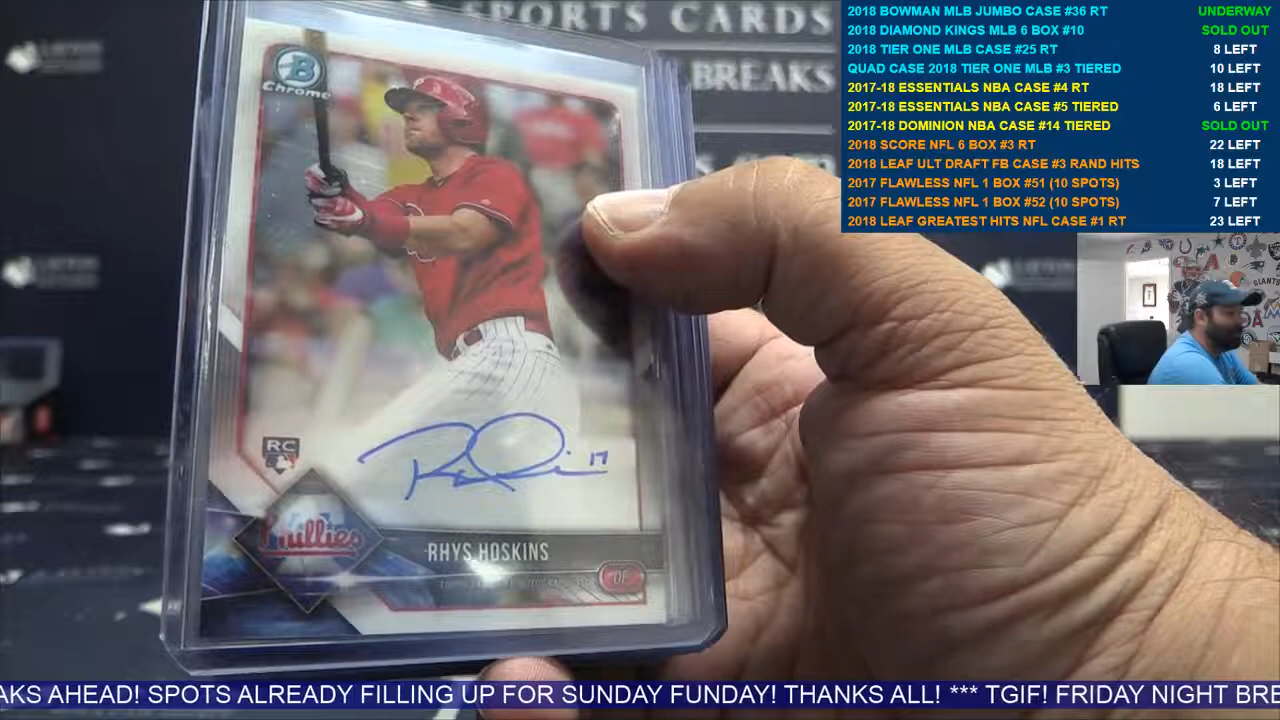 SPORTS CARDS
BREAKS
B
Chrome
RC
17
Phillies
RHYS HOSKINS
OF
2018 BOWMAN MLB JUMBO CASE #36 RT UNDERWAY
2018 DIAMOND KINGS MLB 6 BOX #10 SOLD OUT
2018 TIER ONE MLB CASE #25 RT 8 LEFT
QUAD CASE 2018 TIER ONE MLB #3 TIERED 10 LEFT
2017-18 ESSENTIALS NBA CASE #4 RT 18 LEFT
2017-18 ESSENTIALS NBA CASE #5 TIERED 6 LEFT
2017-18 DOMINION NBA CASE #14 TIERED SOLD OUT
2018 SCORE NFL 6 BOX #3 RT 22 LEFT
2018 LEAF ULT DRAFT FB CASE #3 RAND HITS 18 LEFT
2017 FLAWLESS NFL 1 BOX #51 (10 SPOTS) 3 LEFT
2017 FLAWLESS NFL 1 BOX #52 (10 SPOTS) 7 LEFT
2018 LEAF GREATEST HITS NFL CASE #1 RT 23 LEFT
GIANTS
AKS AHEAD! SPOTS ALREADY FILLING UP FOR SUNDAY FUNDAY! THANKS ALL! *** TGIF! FRIDAY NIGHT BRE